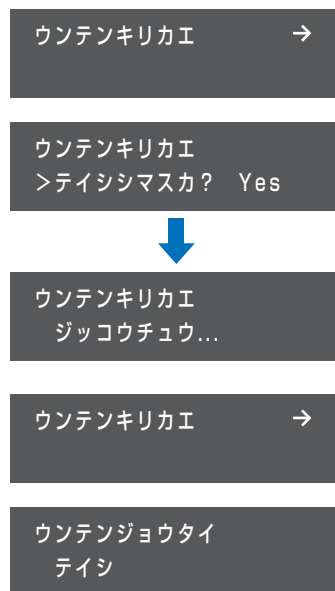 ウンテンキリカエ →
ウンテンキリカエ
>テイシシマスカ? Yes
ウンテンキリカエ
ジッコウチュウ...
ウンテンキリカエ →
ウンテンジョウタイ
テイシ